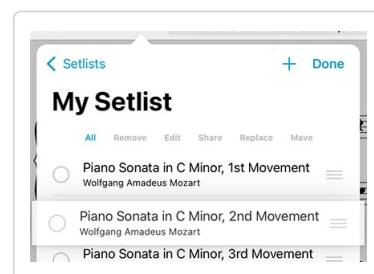 Setlists
+ Done
My Setlist
All Remove Edit Share Replace Move
Piano Sonata in C Minor, 1st Movement
Wolfgang Amadeus Mozart
Piano Sonata in C Minor, 2nd Movement
Wolfgang Amadeus Mozart
Piano Sonata in C Minor, 3rd Movement